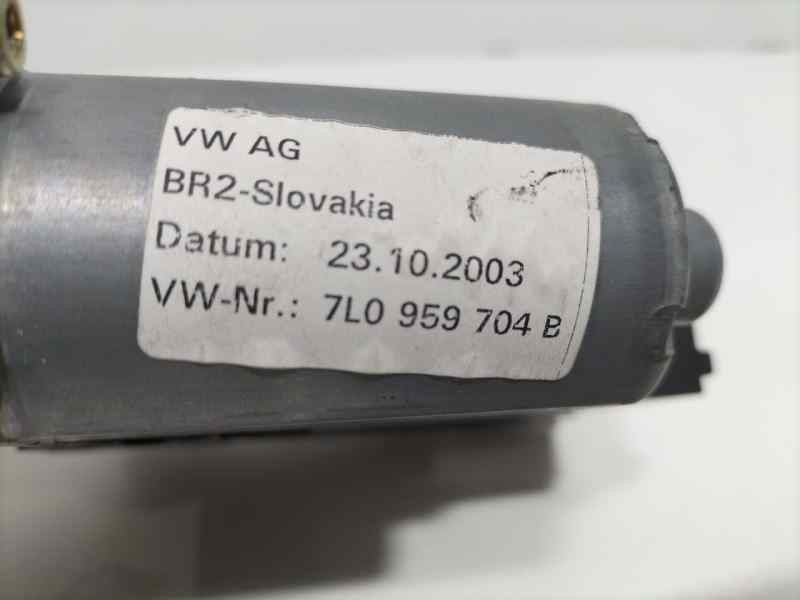 VW AG
BR2-Slovakia
Datum: 23.10.2003
VW-Nr.: 7L0 959 704 B